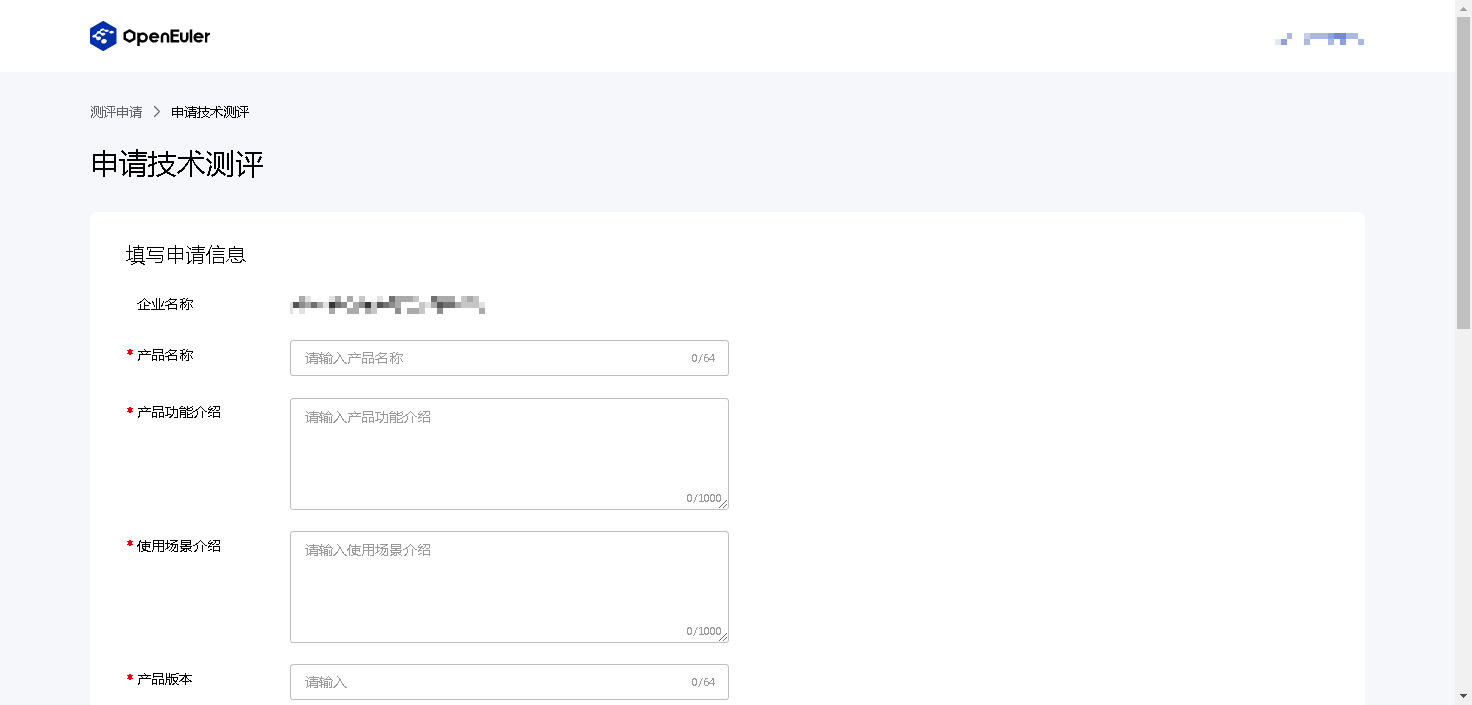 OpenEuler
测评申请 > 申请技术测评
申请技术测评
填写申请信息
企业名称
* 产品名称
请输入产品名称 0/64
* 产品功能介绍
请输入产品功能介绍
0/1000
* 使用场景介绍
请输入使用场景介绍
0/1000
* 产品版本
请输入 0/64